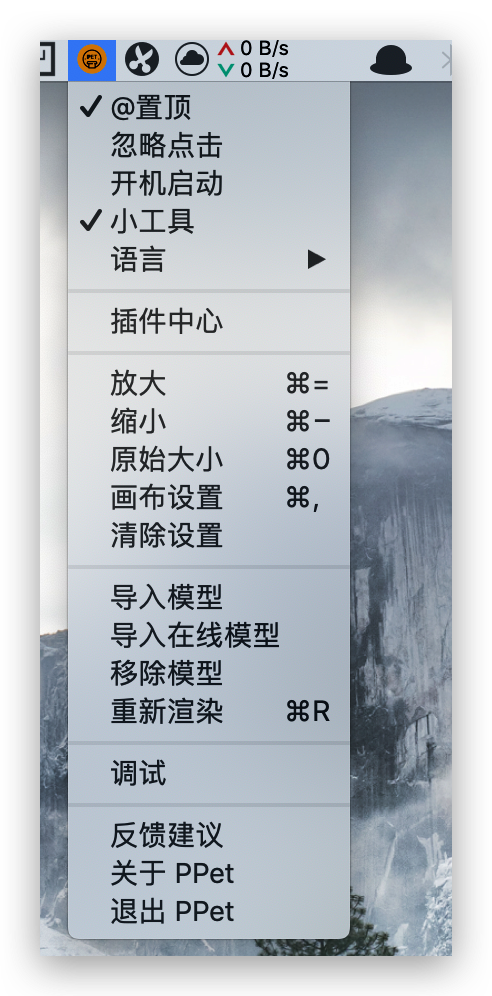 PET
0 B/s
0 B/s
@置顶
忽略点击
开机启动
小工具
语言
插件中心
放大 ⌘=
缩小 ⌘−
原始大小 ⌘0
画布设置 ⌘,
清除设置
导入模型
导入在线模型
移除模型
重新渲染 ⌘R
调试
反馈建议
关于 PPet
退出 PPet